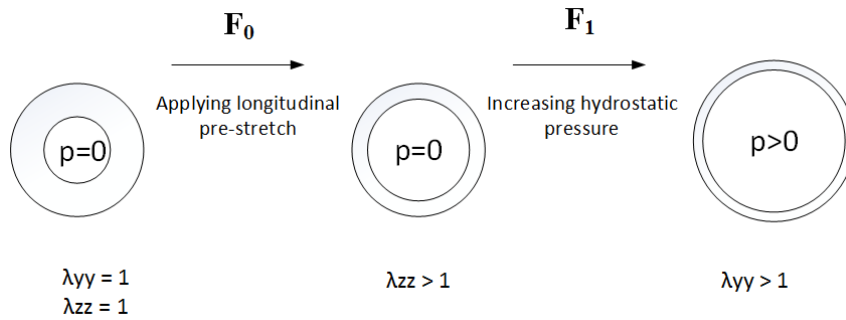 F₀
F₁
Applying longitudinal
pre-stretch
Increasing hydrostatic
pressure
p=0
p=0
p>0
λyy = 1
λzz = 1
λzz > 1
λyy > 1